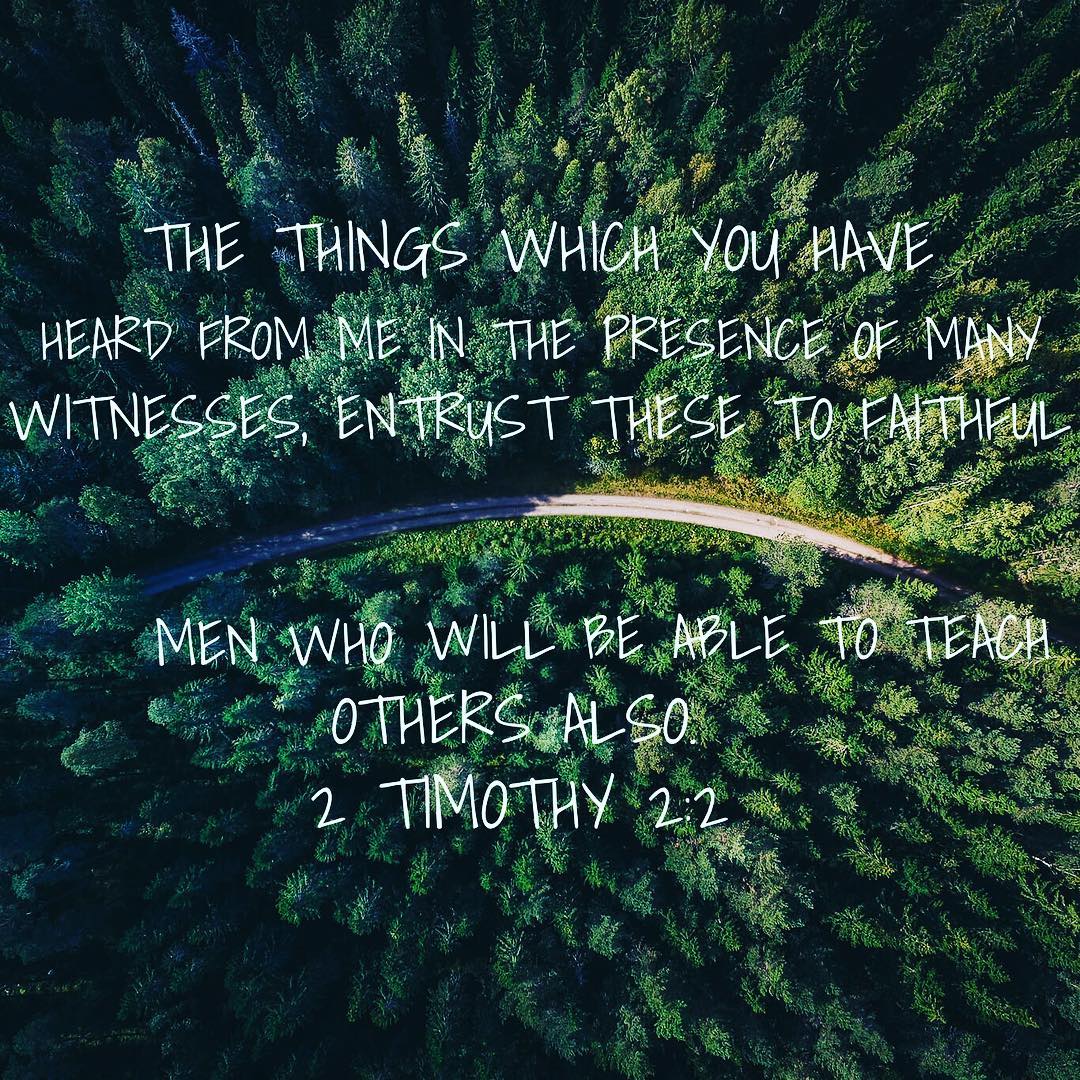 THE THINGS WHICH YOU HAVE
HEARD FROM ME IN THE PRESENCE OF MANY
WITNESSES, ENTRUST THESE TO FAITHFUL
MEN WHO WILL BE ABLE TO TEACH
OTHERS ALSO.
2 TIMOTHY 2:2